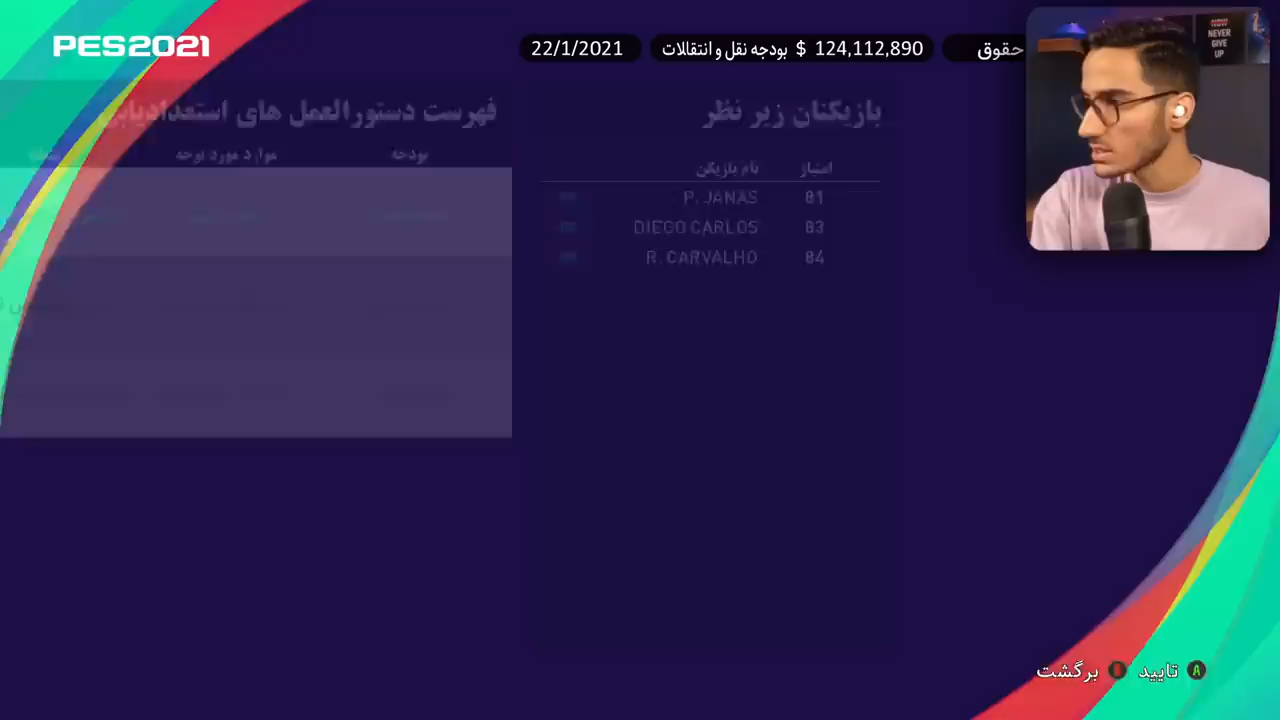 PES2021
22/1/2021
بودجه نقل و انتقالات $ 124,112,890
حقوق
NEVER
GIVE
UP
فهرست دستورالعمل های استعدادیابی
موارد مورد توجه
بودجه
بازیکنان زیر نظر
نام بازیکن
امتیاز
P. JANAS 81
DIEGO CARLOS 83
R. CARVALHO 84
برگشت
تایید A